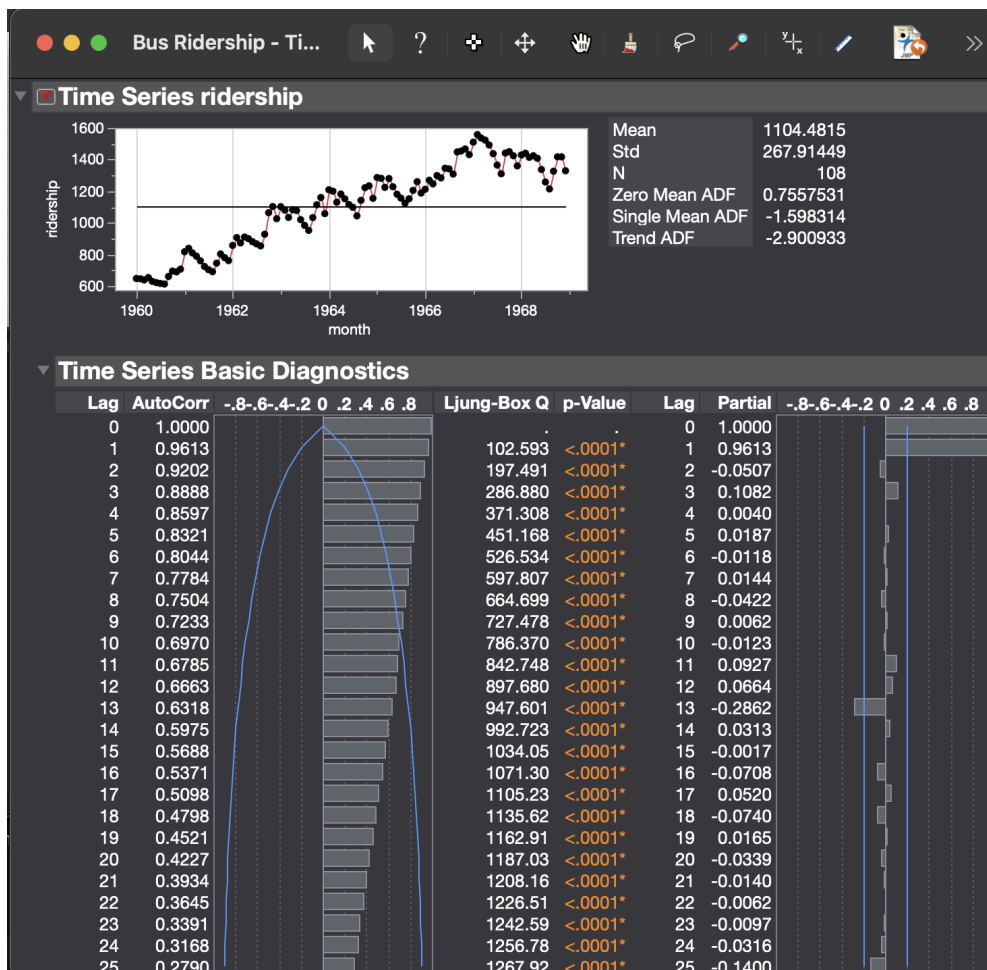 Bus Ridership - Ti...
?
JMP
Time Series ridership
1600
1400
1200
1000
800
600
ridership
1960 1962 1964 1966 1968
month
Mean 1104.4815
Std 267.91449
N 108
Zero Mean ADF 0.7557531
Single Mean ADF -1.598314
Trend ADF -2.900933
Time Series Basic Diagnostics
Lag AutoCorr -.8-.6-.4-.2 0 .2 .4 .6 .8 Ljung-Box Q p-Value Lag Partial -.8-.6-.4-.2 0 .2 .4 .6 .8
0 1.0000 . . 0 1.0000
1 0.9613 102.593 <.0001* 1 0.9613
2 0.9202 197.491 <.0001* 2 -0.0507
3 0.8888 286.880 <.0001* 3 0.1082
4 0.8597 371.308 <.0001* 4 0.0040
5 0.8321 451.168 <.0001* 5 0.0187
6 0.8044 526.534 <.0001* 6 -0.0118
7 0.7784 597.807 <.0001* 7 0.0144
8 0.7504 664.699 <.0001* 8 -0.0422
9 0.7233 727.478 <.0001* 9 0.0062
10 0.6970 786.370 <.0001* 10 -0.0123
11 0.6785 842.748 <.0001* 11 0.0927
12 0.6663 897.680 <.0001* 12 0.0664
13 0.6318 947.601 <.0001* 13 -0.2862
14 0.5975 992.723 <.0001* 14 0.0313
15 0.5688 1034.05 <.0001* 15 -0.0017
16 0.5371 1071.30 <.0001* 16 -0.0708
17 0.5098 1105.23 <.0001* 17 0.0520
18 0.4798 1135.62 <.0001* 18 -0.0740
19 0.4521 1162.91 <.0001* 19 0.0165
20 0.4227 1187.03 <.0001* 20 -0.0339
21 0.3934 1208.16 <.0001* 21 -0.0140
22 0.3645 1226.51 <.0001* 22 -0.0062
23 0.3391 1242.59 <.0001* 23 -0.0097
24 0.3168 1256.78 <.0001* 24 -0.0316
25 0.2790 1267.92 <.0001* 25 -0.1400